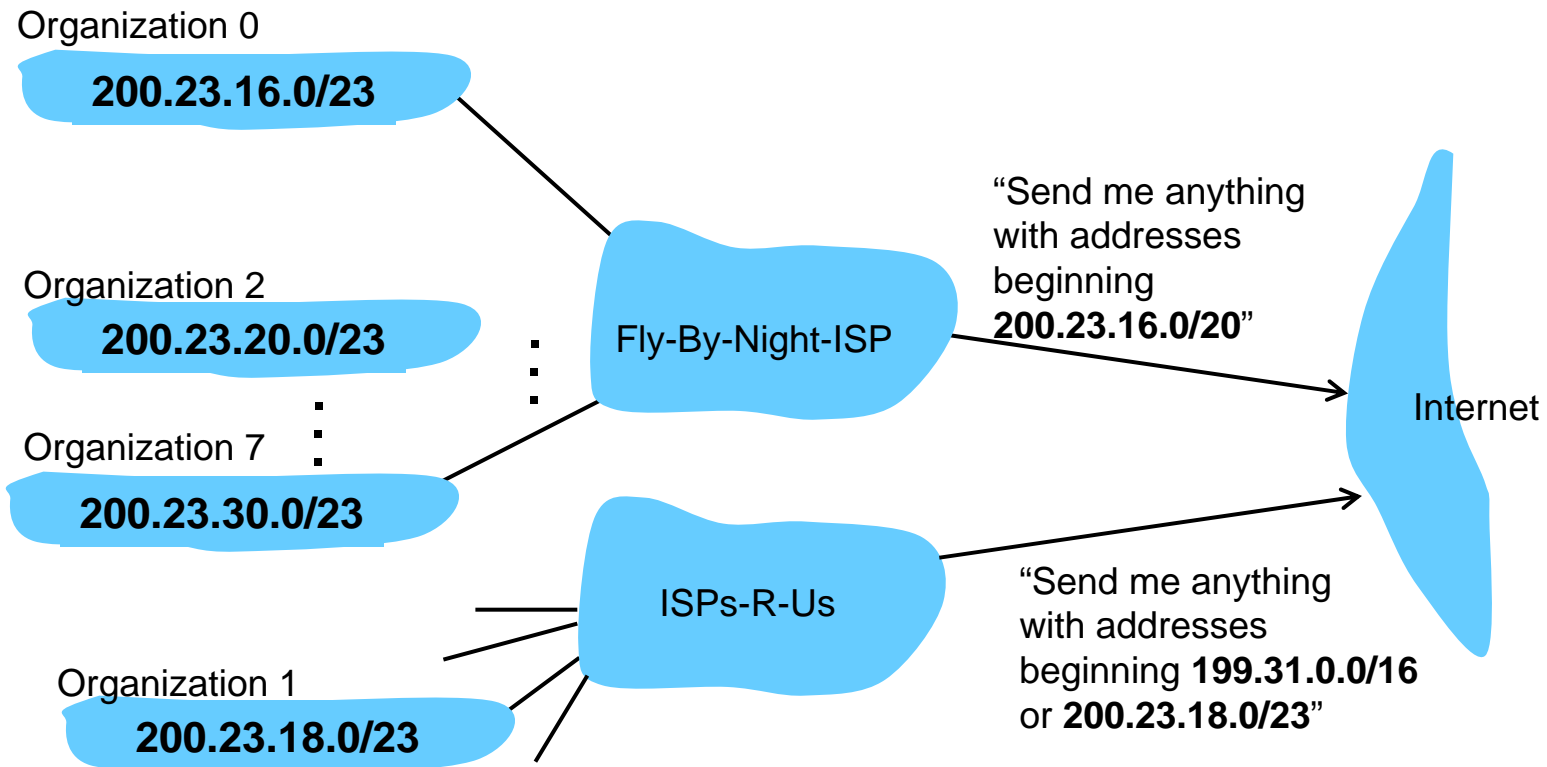 Organization 0
200.23.16.0/23
Organization 2
200.23.20.0/23
Organization 7
200.23.30.0/23
Fly-By-Night-ISP
“Send me anything
with addresses
beginning
200.23.16.0/20”
Internet
ISPs-R-Us
“Send me anything
with addresses
beginning 199.31.0.0/16
or 200.23.18.0/23”
Organization 1
200.23.18.0/23